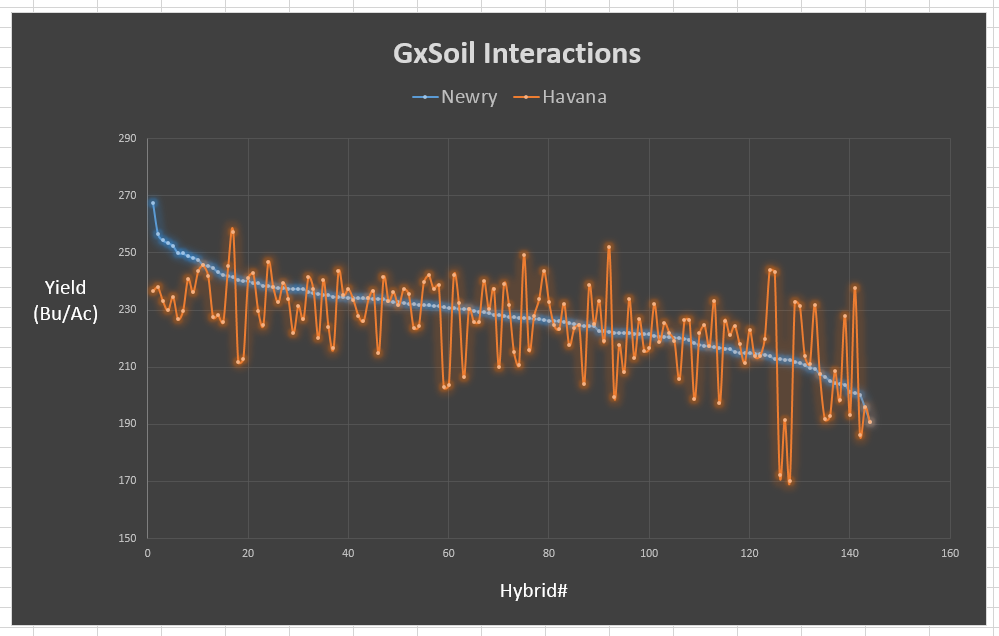 GxSoil Interactions
Newry Havana
290
270
250
230
210
190
170
150
Yield
(Bu/Ac)
0 20 40 60 80 100 120 140 160
Hybrid#